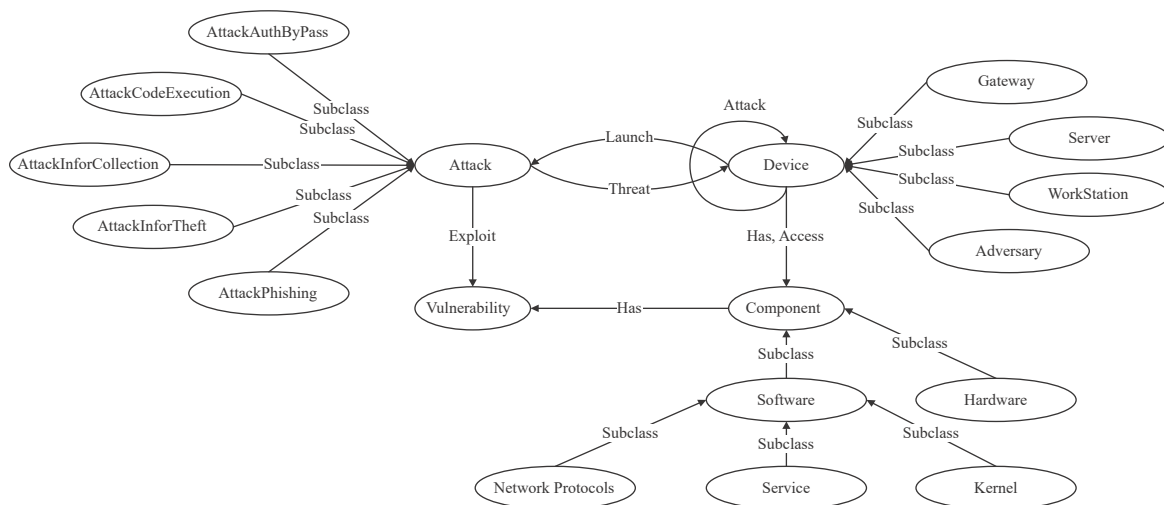 AttackAuthByPass
Gateway
AttackCodeExecution
Subclass
Attack
Subclass
Subclass
Server
Launch
Subclass
AttackInforCollection
Subclass
Attack
Device
Subclass
Threat
WorkStation
Subclass
Subclass
AttackInforTheft
Subclass
Exploit
Has, Access
Adversary
AttackPhishing
Vulnerability
Has
Component
Subclass
Subclass
Software
Hardware
Subclass
Subclass
Subclass
Network Protocols
Service
Kernel